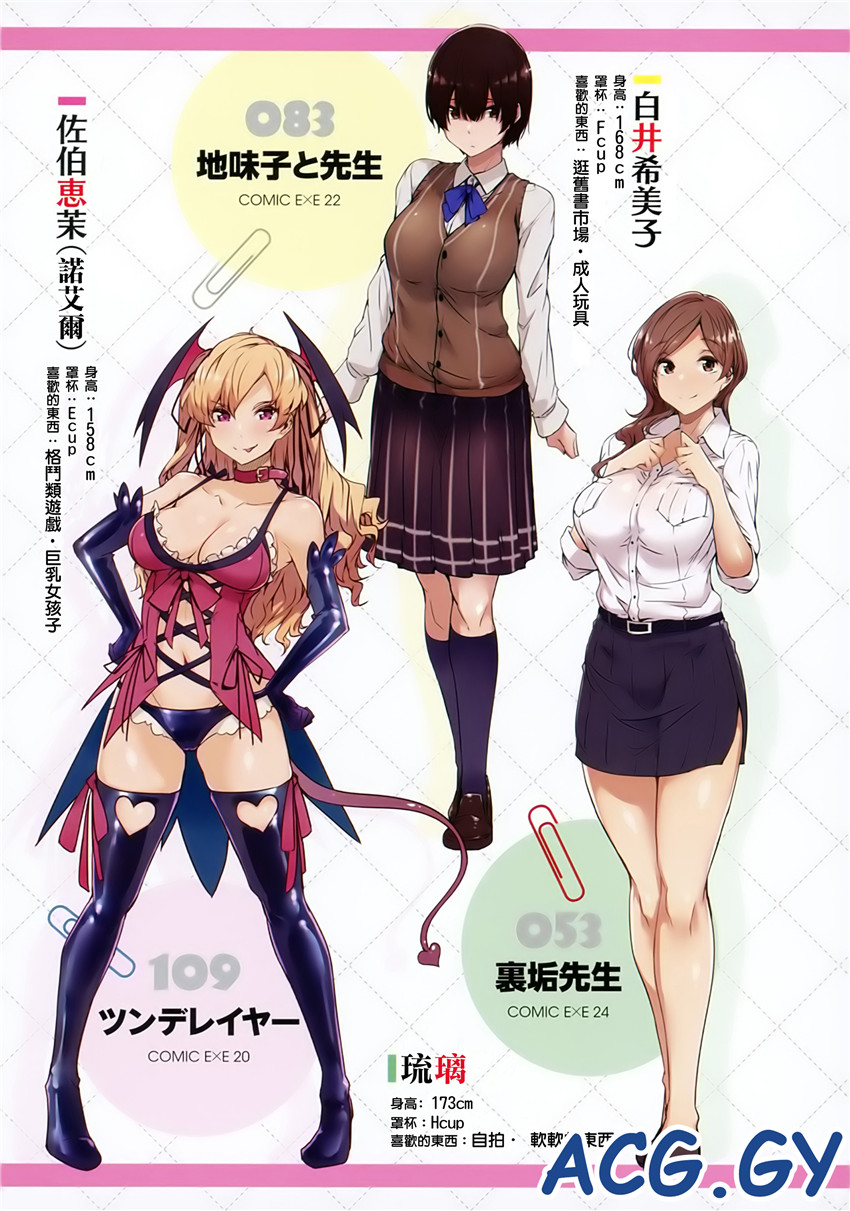 白井希美子
身高：168cm
罩杯：Fcup
喜歡的東西：逛舊書市場・成人玩具
083
地味子と先生
COMIC E×E 22
佐伯恵茉（諾艾爾）
身高：158cm
罩杯：Ecup
喜歡的東西：格鬥類遊戲・巨乳女孩子
053
裏垢先生
COMIC E×E 24
109
ツンデレイヤー
COMIC E×E 20
琉璃
身高：173cm
罩杯：Hcup
喜歡的東西：自拍・ 軟軟的東西
ACG.GY